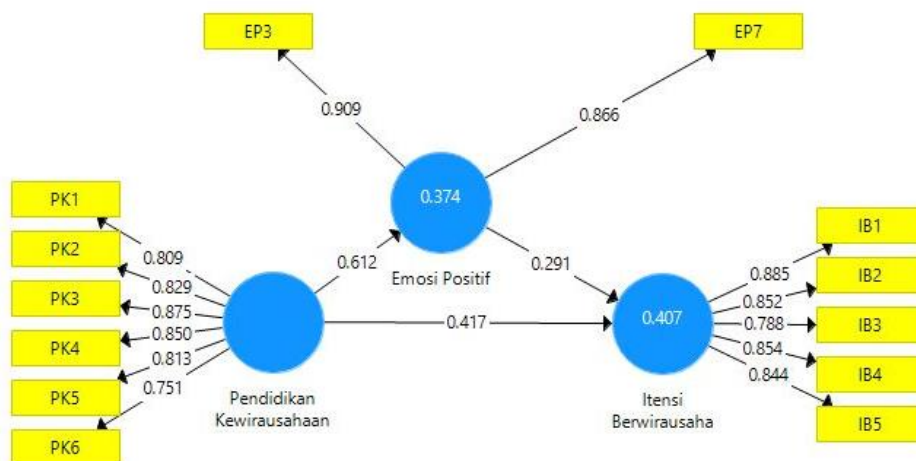 EP3
EP7
0.909
0.866
0.374
Emosi Positif
PK1
PK2
PK3
PK4
PK5
PK6
0.809
0.829
0.875
0.850
0.813
0.751
0.612
0.291
0.417
Pendidikan
Kewirausahaan
0.407
Itensi
Berwirausaha
0.885
0.852
0.788
0.854
0.844
IB1
IB2
IB3
IB4
IB5